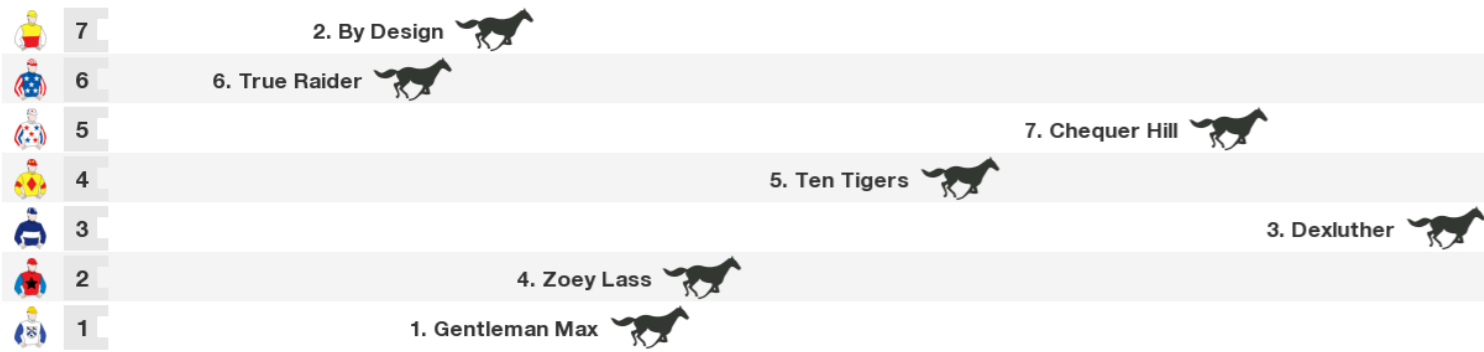 7 2. By Design
6 6. True Raider
5 7. Chequer Hill
4 5. Ten Tigers
3 3. Dexluther
2 4. Zoey Lass
1 1. Gentleman Max